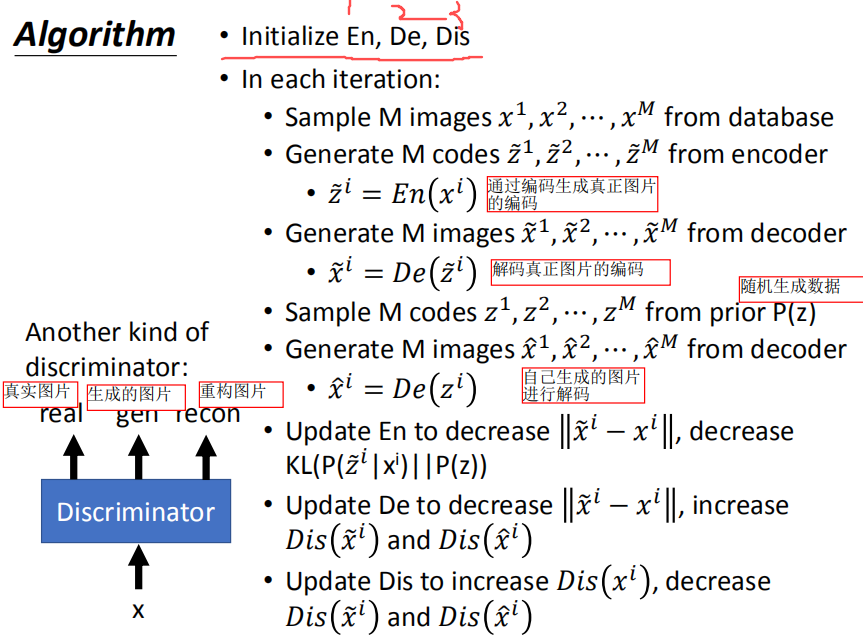 Algorithm
• Initialize En, De, Dis
1 2 3
• In each iteration:
• Sample M images x¹, x², ⋯, xᴹ from database
• Generate M codes z̃¹, z̃², ⋯, z̃ᴹ from encoder
• z̃ⁱ = En(xⁱ)
通过编码生成真正图片
的编码
• Generate M images x̃¹, x̃², ⋯, x̃ᴹ from decoder
• x̃ⁱ = De(z̃ⁱ)
解码真正图片的编码
随机生成数据
• Sample M codes z¹, z², ⋯, zᴹ from prior P(z)
• Generate M images x̂¹, x̂², ⋯, x̂ᴹ from decoder
• x̂ⁱ = De(zⁱ)
自己生成的图片
进行解码
• Update En to decrease ‖x̃ⁱ − xⁱ‖, decrease
KL(P(z̃ⁱ|xⁱ)||P(z))
• Update De to decrease ‖x̃ⁱ − xⁱ‖, increase
Dis(x̃ⁱ) and Dis(x̂ⁱ)
• Update Dis to increase Dis(xⁱ), decrease
Dis(x̃ⁱ) and Dis(x̂ⁱ)
Another kind of
discriminator:
真实图片
生成的图片
重构图片
real gen recon
Discriminator
x